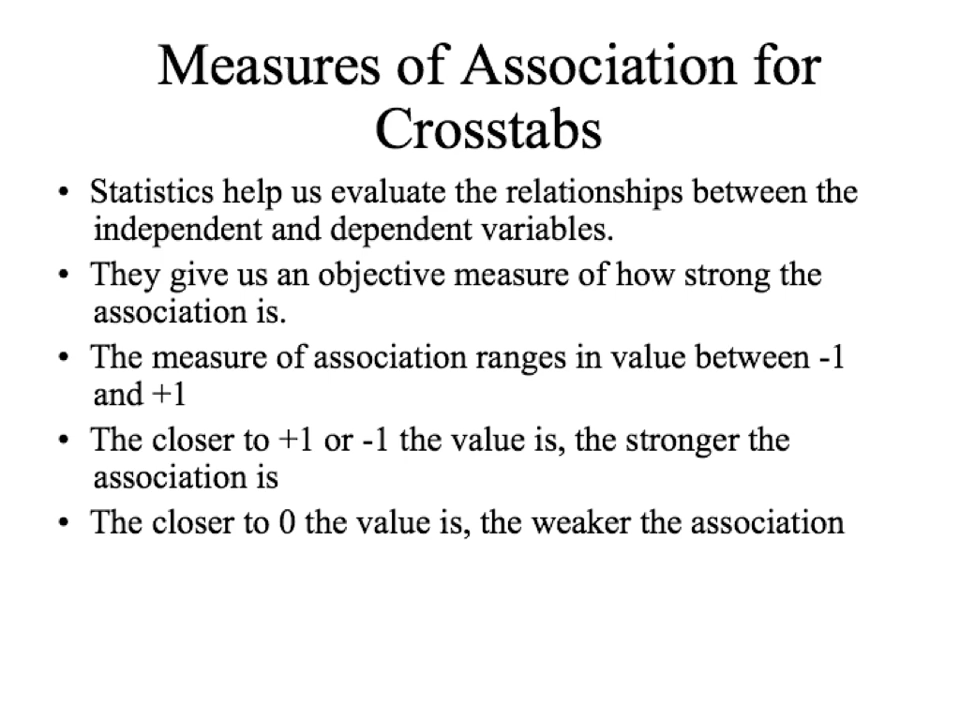 Measures of Association for
Crosstabs
• Statistics help us evaluate the relationships between the
independent and dependent variables.
• They give us an objective measure of how strong the
association is.
• The measure of association ranges in value between -1
and +1
• The closer to +1 or -1 the value is, the stronger the
association is
• The closer to 0 the value is, the weaker the association